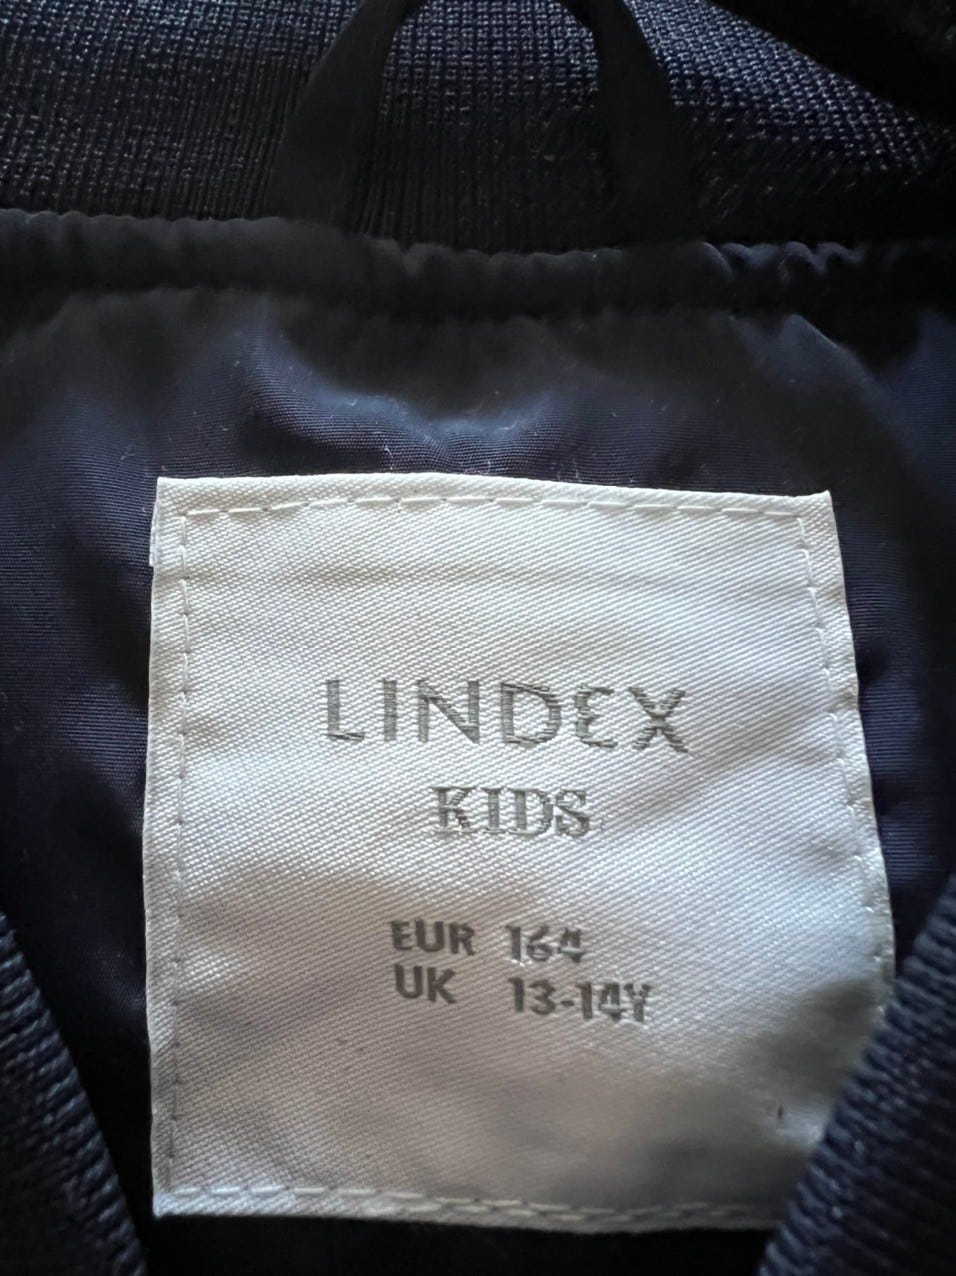 LINDEX
KIDS
EUR 164
UK 13-14Y